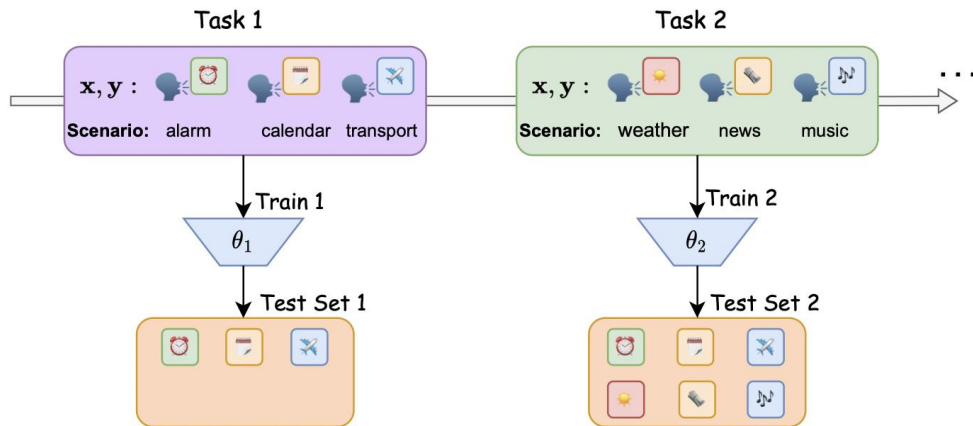 Task 1
Task 2
x, y :
x, y :
...
Scenario: alarm calendar transport
Scenario: weather news music
Train 1
Train 2
θ₁
θ₂
Test Set 1
Test Set 2